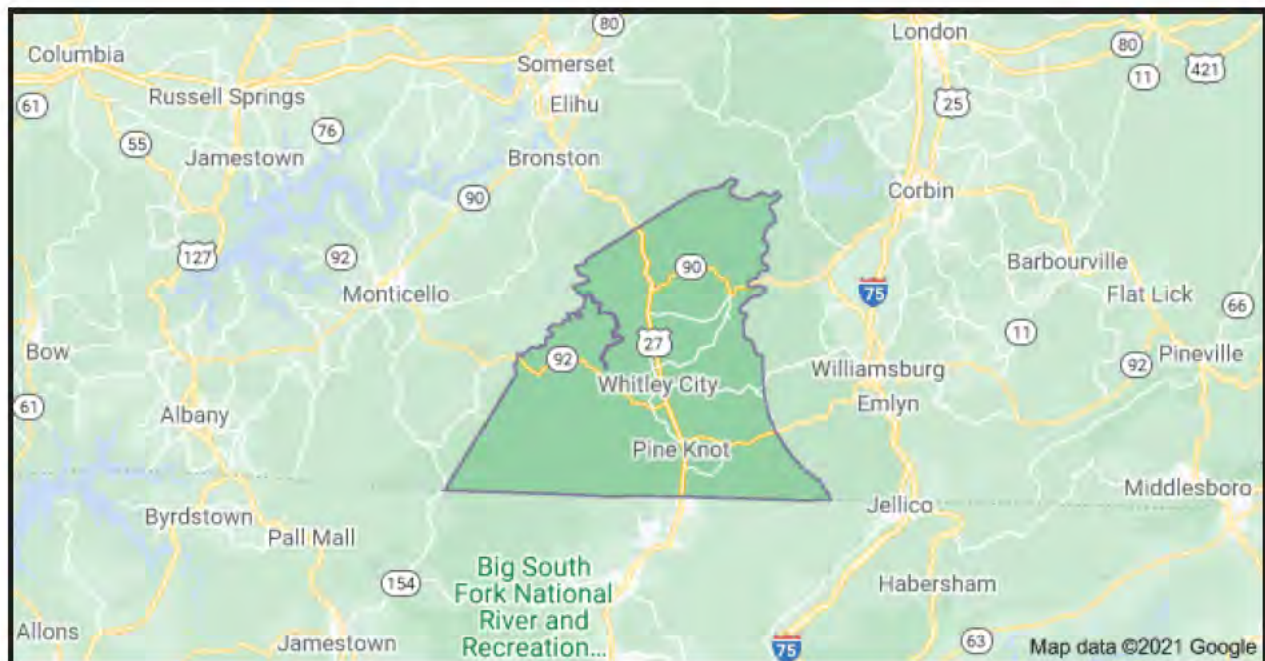 80
London
Columbia
Somerset
80
11
421
Russell Springs
61
Elihu
25
76
55
Jamestown
Bronston
Corbin
90
127
92
90
Barbourville
Monticello
75
Flat Lick
66
11
27
Bow
92
Williamsburg
92
Pineville
Whitley City
61
Albany
Emlyn
Pine Knot
Middlesboro
Byrdstown
Jellico
Pall Mall
Big South
Fork National
River and
Recreation...
154
Habersham
Allons
Jamestown
75
63
Map data ©2021 Google